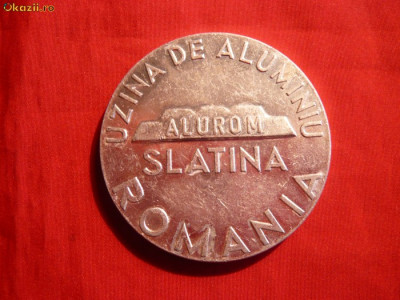 Okazii.ro
UZINA DE ALUMINIU
ALUROM
SLATINA
ROMANIA